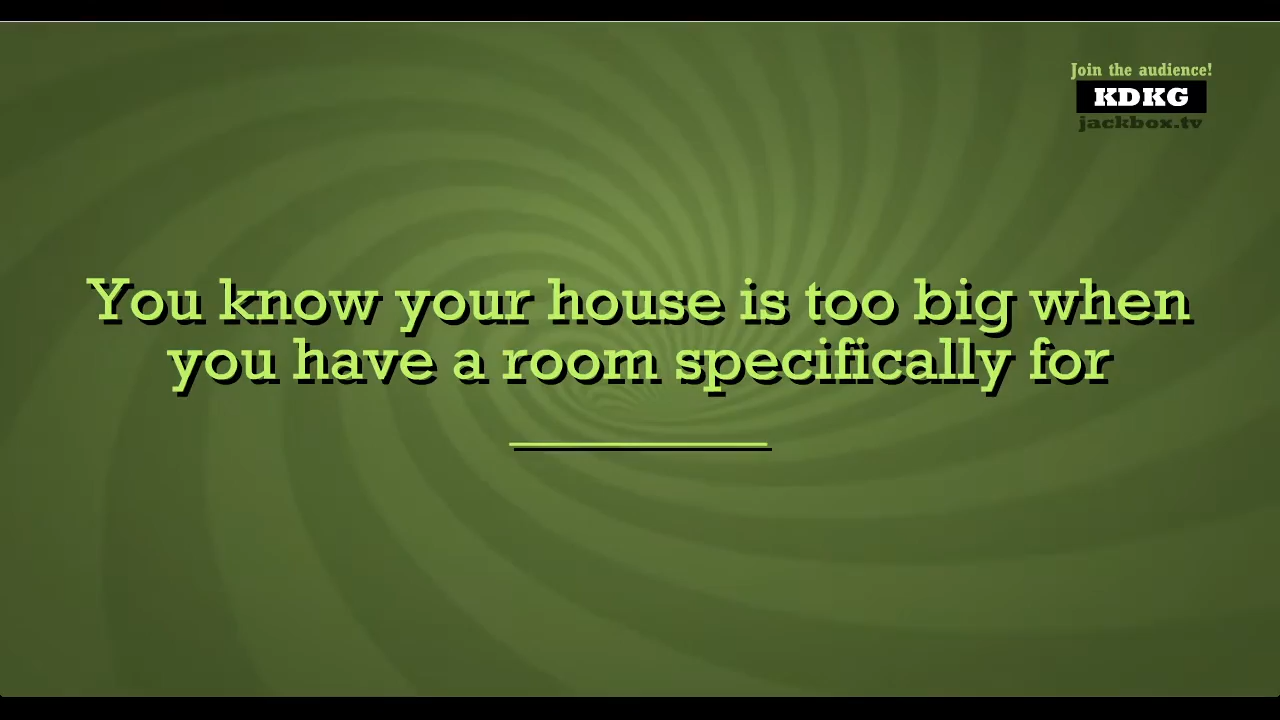 Join the audience!
KDKG
jackbox.tv
You know your house is too big when
you have a room specifically for
__________